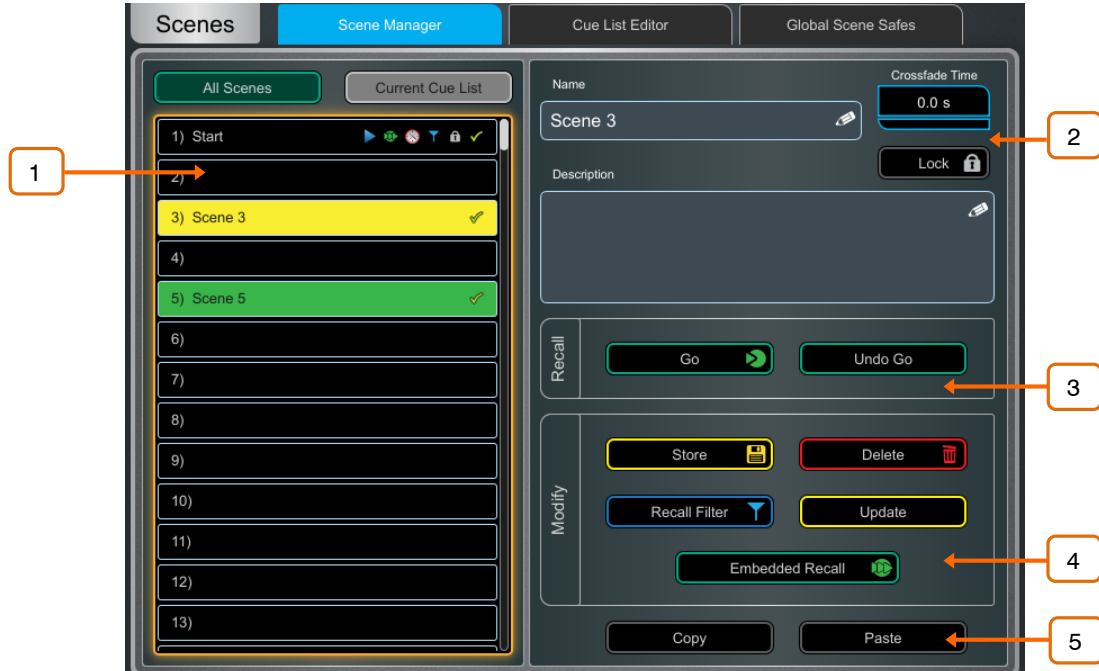 Scenes
Scene Manager
Cue List Editor
Global Scene Safes
All Scenes
Current Cue List
1) Start
2)
3) Scene 3
4)
5) Scene 5
6)
7)
8)
9)
10)
11)
12)
13)
1
Name
Scene 3
Crossfade Time
0.0 s
Lock
2
Description
Recall
Go
Undo Go
3
Modify
Store
Delete
Recall Filter
Update
Embedded Recall
4
Copy
Paste
5